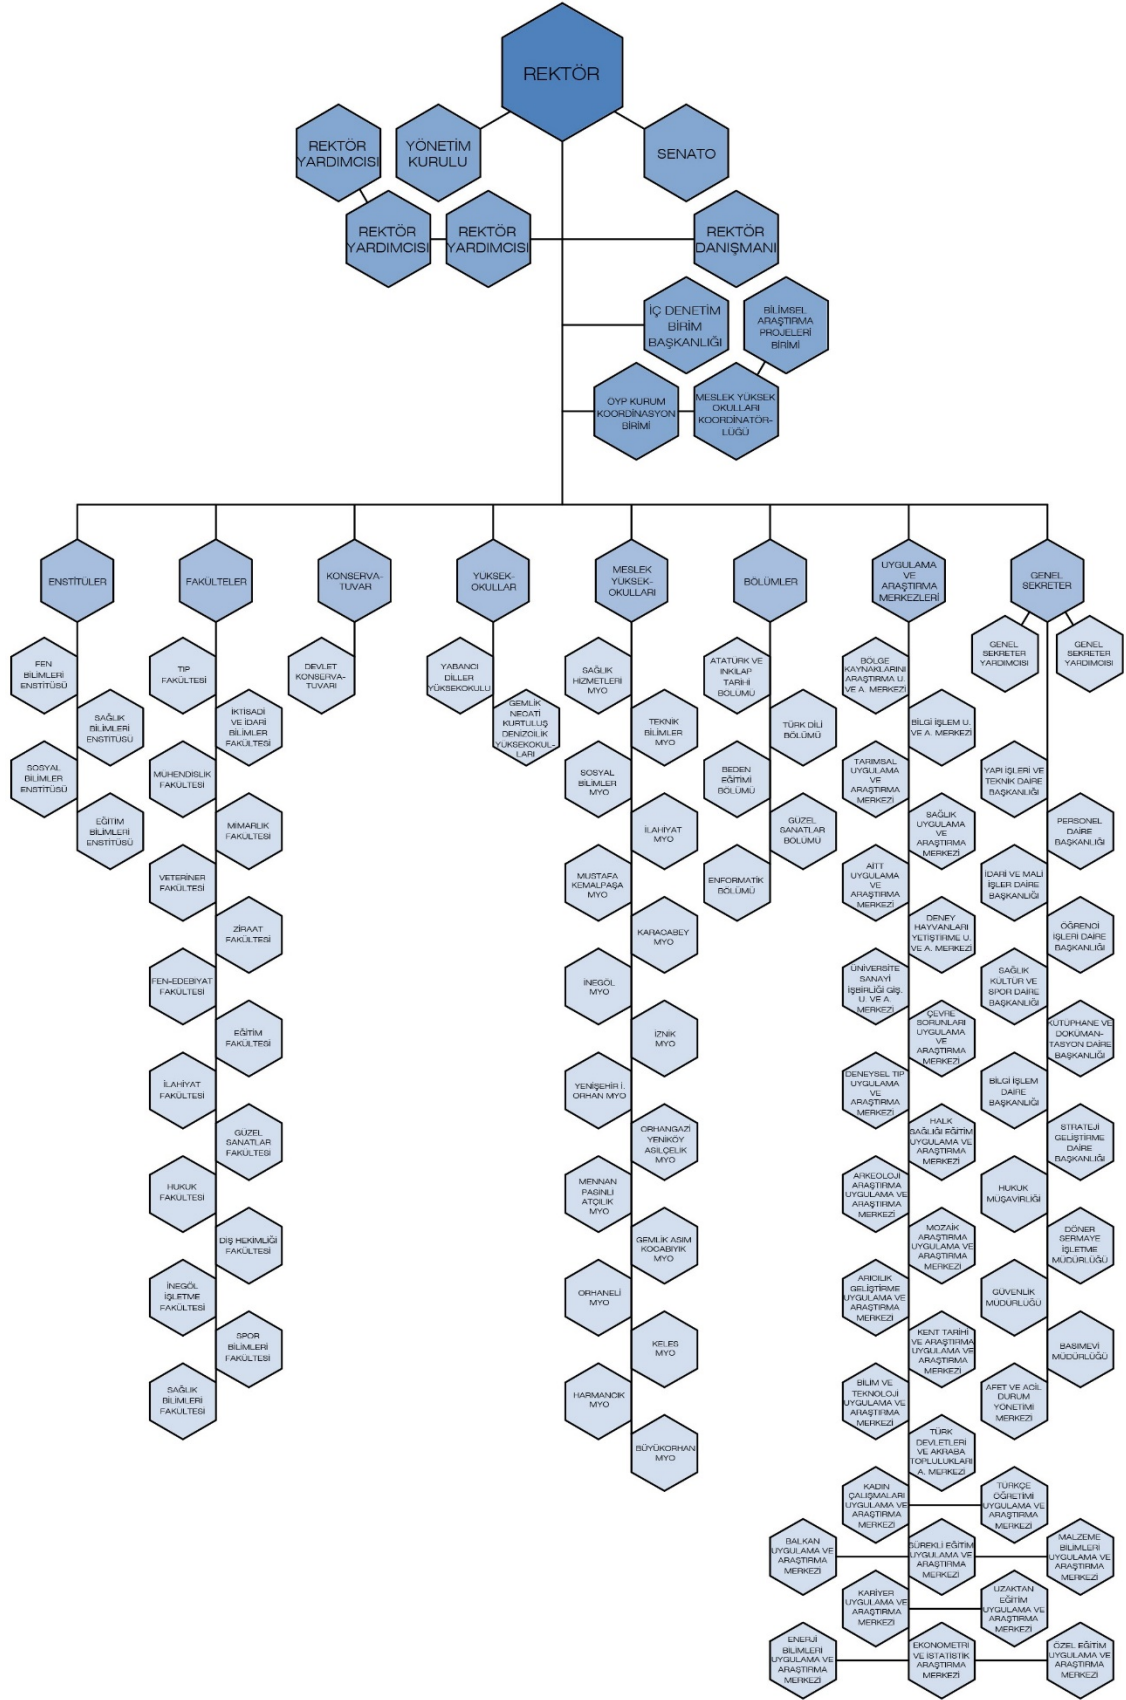 REKTÖR
REKTÖR
YARDIMCISI
YÖNETİM
KURULU
SENATO
REKTÖR
YARDIMCISI
REKTÖR
YARDIMCISI
REKTÖR
DANIŞMANI
İÇ DENETİM
BİRİM
BAŞKANLIĞI
BİLİMSEL
ARAŞTIRMA
PROJELERİ
BİRİMİ
OYP KURUM
KOORDİNASYON
BİRİMİ
MESLEK YÜKSEK
OKULLARI
KOORDİNATÖR-
LÜĞÜ
ENSTİTÜLER
FAKÜLTELER
KONSERVA-
TUVAR
YÜKSEK-
OKULLAR
MESLEK
YÜKSEK-
OKULLARI
BÖLÜMLER
UYGULAMA
VE
ARAŞTIRMA
MERKEZLERİ
GENEL
SEKRETER
FEN
BİLİMLERİ
ENSTİTÜSÜ
SAĞLIK
BİLİMLERİ
ENSTİTÜSÜ
SOSYAL
BİLİMLER
ENSTİTÜSÜ
EĞİTİM
BİLİMLERİ
ENSTİTÜSÜ
TIP
FAKÜLTESİ
İKTİSADİ
VE İDARİ
BİLİMLER
FAKÜLTESİ
MÜHENDİSLİK
FAKÜLTESİ
MİMARLIK
FAKÜLTESİ
VETERİNER
FAKÜLTESİ
ZİRAAT
FAKÜLTESİ
FEN-EDEBİYAT
FAKÜLTESİ
EĞİTİM
FAKÜLTESİ
İLAHİYAT
FAKÜLTESİ
GÜZEL
SANATLAR
FAKÜLTESİ
HUKUK
FAKÜLTESİ
DİŞ HEKİMLİĞİ
FAKÜLTESİ
İNEGÖL
İŞLETME
FAKÜLTESİ
SPOR
BİLİMLERİ
FAKÜLTESİ
SAĞLIK
BİLİMLERİ
FAKÜLTESİ
DEVLET
KONSERVA-
TUVARI
YABANCI
DİLLER
YÜKSEKOKULU
GEMLİK
NECATİ
KURTULUŞ
DENİZCİLİK
YÜKSEKOKUL-
LARI
SAĞLIK
HİZMETLERİ
MYO
TEKNİK
BİLİMLER
MYO
SOSYAL
BİLİMLER
MYO
İLAHİYAT
MYO
MUSTAFA
KEMALPAŞA
MYO
KARACABEY
MYO
İNEGÖL
MYO
İZNİK
MYO
YENİŞEHİR İ.
ORHAN MYO
ORHANGAZİ
YENİKÖY
ASILÇELİK
MYO
MENNAN
PASİNLİ
ATÇILIK
MYO
GEMLİK ASIM
KOCABIYIK
MYO
ORHANELİ
MYO
KELES
MYO
HARMANCIK
MYO
BÜYÜKORHAN
MYO
ATATÜRK VE
İNKILAP
TARİHİ
BÖLÜMÜ
TÜRK DİLİ
BÖLÜMÜ
BEDEN
EĞİTİMİ
BÖLÜMÜ
GÜZEL
SANATLAR
BÖLÜMÜ
ENFORMATİK
BÖLÜMÜ
BÖLGE
KAYNAKLARINI
ARAŞTIRMA U.
VE A. MERKEZİ
BİLGİ İŞLEM U.
VE A. MERKEZİ
TARIMSAL
UYGULAMA
VE
ARAŞTIRMA
MERKEZİ
SAĞLIK
UYGULAMA
VE
ARAŞTIRMA
MERKEZİ
AİTT
UYGULAMA
VE
ARAŞTIRMA
MERKEZİ
DENEY
HAYVANLARI
YETİŞTİRME U.
VE A. MERKEZİ
ÜNİVERSİTE
SANAYİ
İŞBİRLİĞİ GİŞ.
U. VE A.
MERKEZİ
ÇEVRE
SORUNLARI
UYGULAMA
VE
ARAŞTIRMA
MERKEZİ
DENEYSEL TIP
UYGULAMA
VE
ARAŞTIRMA
MERKEZİ
HALK
SAĞLIĞI EĞİTİM
UYGULAMA VE
ARAŞTIRMA
MERKEZİ
ARKEOLOJİ
ARAŞTIRMA
UYGULAMA VE
ARAŞTIRMA
MERKEZİ
MOZAİK
ARAŞTIRMA
UYGULAMA VE
ARAŞTIRMA
MERKEZİ
ARICILIK
GELİŞTİRME
UYGULAMA VE
ARAŞTIRMA
MERKEZİ
KENT TARİHİ
VE ARAŞTIRMA
UYGULAMA VE
ARAŞTIRMA
MERKEZİ
BİLİM VE
TEKNOLOJİ
UYGULAMA VE
ARAŞTIRMA
MERKEZİ
TÜRK
DEVLETLERİ
VE AKRABA
TOPLULUKLARI
A. MERKEZİ
KADIN
ÇALIŞMALARI
UYGULAMA VE
ARAŞTIRMA
MERKEZİ
TÜRKÇE
ÖĞRETİMİ
UYGULAMA VE
ARAŞTIRMA
MERKEZİ
BALKAN
UYGULAMA VE
ARAŞTIRMA
MERKEZİ
SÜREKLİ EĞİTİM
UYGULAMA VE
ARAŞTIRMA
MERKEZİ
MALZEME
BİLİMLERİ
UYGULAMA VE
ARAŞTIRMA
MERKEZİ
KARİYER
UYGULAMA VE
ARAŞTIRMA
MERKEZİ
UZAKTAN
EĞİTİM
UYGULAMA VE
ARAŞTIRMA
MERKEZİ
ENERJİ
BİLİMLERİ
UYGULAMA VE
ARAŞTIRMA
MERKEZİ
EKONOMETRİ
VE İSTATİSTİK
ARAŞTIRMA
MERKEZİ
ÖZEL EĞİTİM
UYGULAMA VE
ARAŞTIRMA
MERKEZİ
GENEL
SEKRETER
YARDIMCISI
GENEL
SEKRETER
YARDIMCISI
YAPI İŞLERİ VE
TEKNİK DAİRE
BAŞKANLIĞI
PERSONEL
DAİRE
BAŞKANLIĞI
İDARİ VE MALİ
İŞLER DAİRE
BAŞKANLIĞI
ÖĞRENCİ
İŞLERİ DAİRE
BAŞKANLIĞI
SAĞLIK
KÜLTÜR VE
SPOR DAİRE
BAŞKANLIĞI
KÜTÜPHANE VE
DOKÜMAN-
TASYON DAİRE
BAŞKANLIĞI
BİLGİ İŞLEM
DAİRE
BAŞKANLIĞI
STRATEJİ
GELİŞTİRME
DAİRE
BAŞKANLIĞI
HUKUK
MÜŞAVİRLİĞİ
DÖNER
SERMAYE
İŞLETME
MÜDÜRLÜĞÜ
GÜVENLİK
MÜDÜRLÜĞÜ
BASIMEVİ
MÜDÜRLÜĞÜ
AFET VE ACİL
DURUM
YÖNETİMİ
MERKEZİ